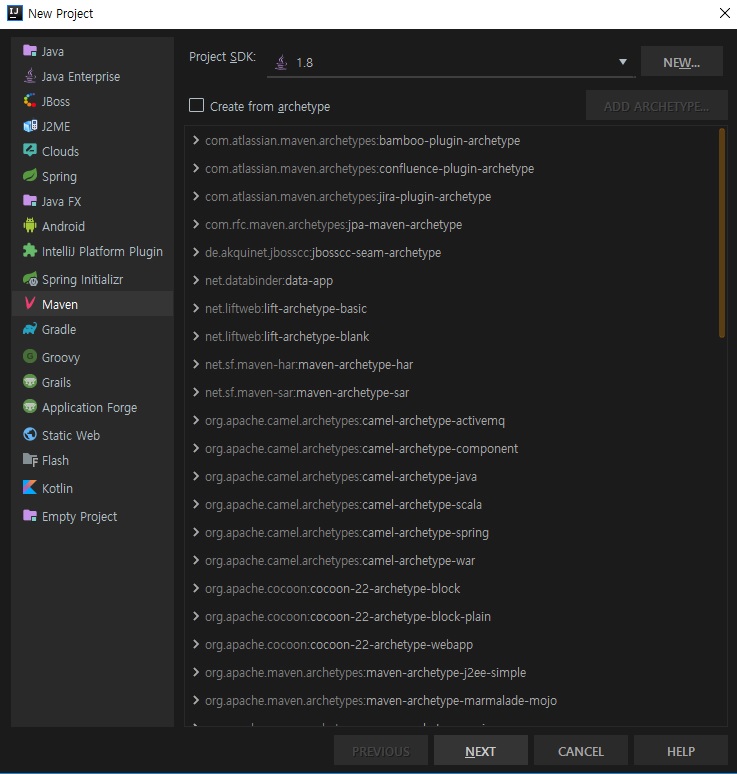 New Project
Java
Java Enterprise
JBoss
J2ME
Clouds
Spring
Java FX
Android
IntelliJ Platform Plugin
Spring Initializr
Maven
Gradle
Groovy
Grails
Application Forge
Static Web
Flash
Kotlin
Empty Project
Project SDK: 1.8 NEW...
Create from archetype ADD ARCHETYPE...
com.atlassian.maven.archetypes:bamboo-plugin-archetype
com.atlassian.maven.archetypes:confluence-plugin-archetype
com.atlassian.maven.archetypes:jira-plugin-archetype
com.rfc.maven.archetypes:jpa-maven-archetype
de.akquinet.jbosscc:jbosscc-seam-archetype
net.databinder:data-app
net.liftweb:lift-archetype-basic
net.liftweb:lift-archetype-blank
net.sf.maven-har:maven-archetype-har
net.sf.maven-sar:maven-archetype-sar
org.apache.camel.archetypes:camel-archetype-activemq
org.apache.camel.archetypes:camel-archetype-component
org.apache.camel.archetypes:camel-archetype-java
org.apache.camel.archetypes:camel-archetype-scala
org.apache.camel.archetypes:camel-archetype-spring
org.apache.camel.archetypes:camel-archetype-war
org.apache.cocoon:cocoon-22-archetype-block
org.apache.cocoon:cocoon-22-archetype-block-plain
org.apache.cocoon:cocoon-22-archetype-webapp
org.apache.maven.archetypes:maven-archetype-j2ee-simple
org.apache.maven.archetypes:maven-archetype-marmalade-mojo
PREVIOUS NEXT CANCEL HELP